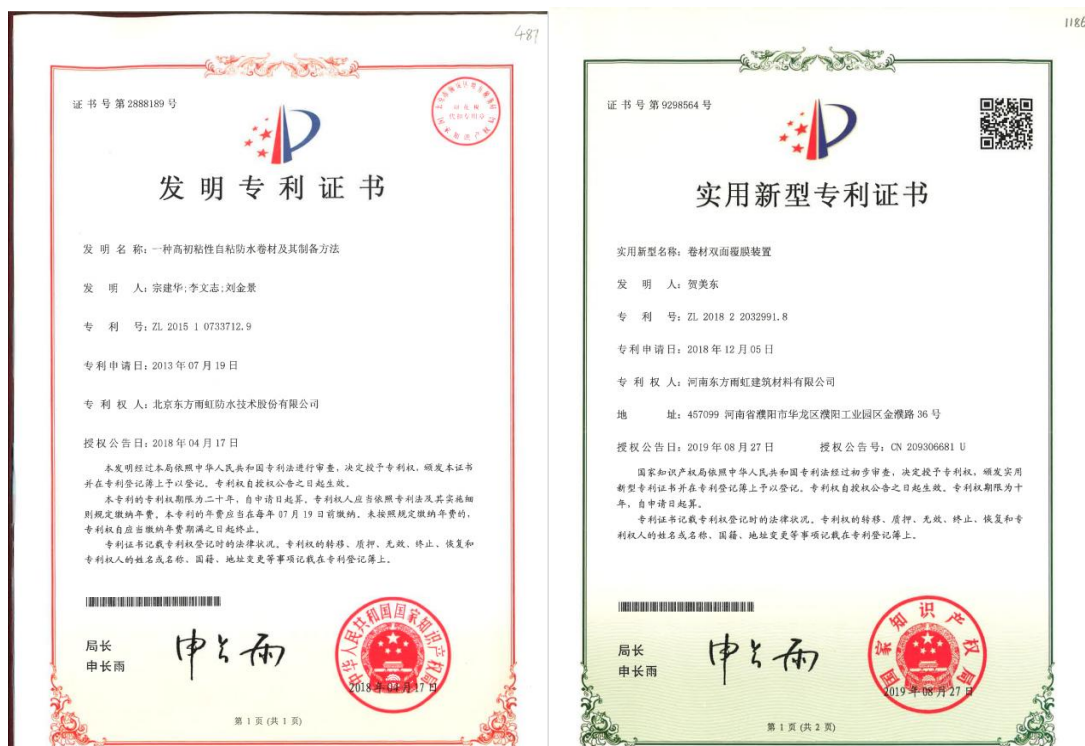 487
证书号第2888189号
发明专利证书
发明名称：一种高初粘性自粘防水卷材及其制备方法
发明人：宗建华;李文志;刘金景
专利号：ZL 2015 1 0733712.9
专利申请日：2013年07月19日
专利权人：北京东方雨虹防水技术股份有限公司
授权公告日：2018年04月17日
本发明经过本局依照中华人民共和国专利法进行审查，决定授予专利权，颁发本证书
并在专利登记簿上予以登记。专利权自授权公告之日起生效。
本专利的专利权期限为二十年，自申请日起算。专利权人应当依照专利法及其实施细
则规定缴纳年费。本专利的年费应当在每年07月19日前缴纳。未按照规定缴纳年费的，
专利权自应当缴纳年费期满之日起终止。
专利证书记载专利权登记时的法律状况。专利权的转移、质押、无效、终止、恢复和
专利权人的姓名或名称、国籍、地址变更等事项记载在专利登记簿上。
局长
申长雨
申长雨
中华人民共和国国家知识产权局
2018年04月17日
第1页(共1页)
1186
证书号第9298564号
实用新型专利证书
实用新型名称：卷材双面覆膜装置
发明人：贺美东
专利号：ZL 2018 2 2032991.8
专利申请日：2018年12月05日
专利权人：河南东方雨虹建筑材料有限公司
地址：457099 河南省濮阳市华龙区濮阳工业园区金濮路36号
授权公告日：2019年08月27日 授权公告号：CN 209306681 U
国家知识产权局依照中华人民共和国专利法经过初步审查，决定授予专利权，颁发实用
新型专利证书并在专利登记簿上予以登记。专利权自授权公告之日起生效。专利权期限为十
年，自申请日起算。
专利证书记载专利权登记时的法律状况。专利权的转移、质押、无效、终止、恢复和专
利权人的姓名或名称、国籍、地址变更等事项记载在专利登记簿上。
局长
申长雨
申长雨
国家知识产权局
2019年08月27日
第1页(共2页)